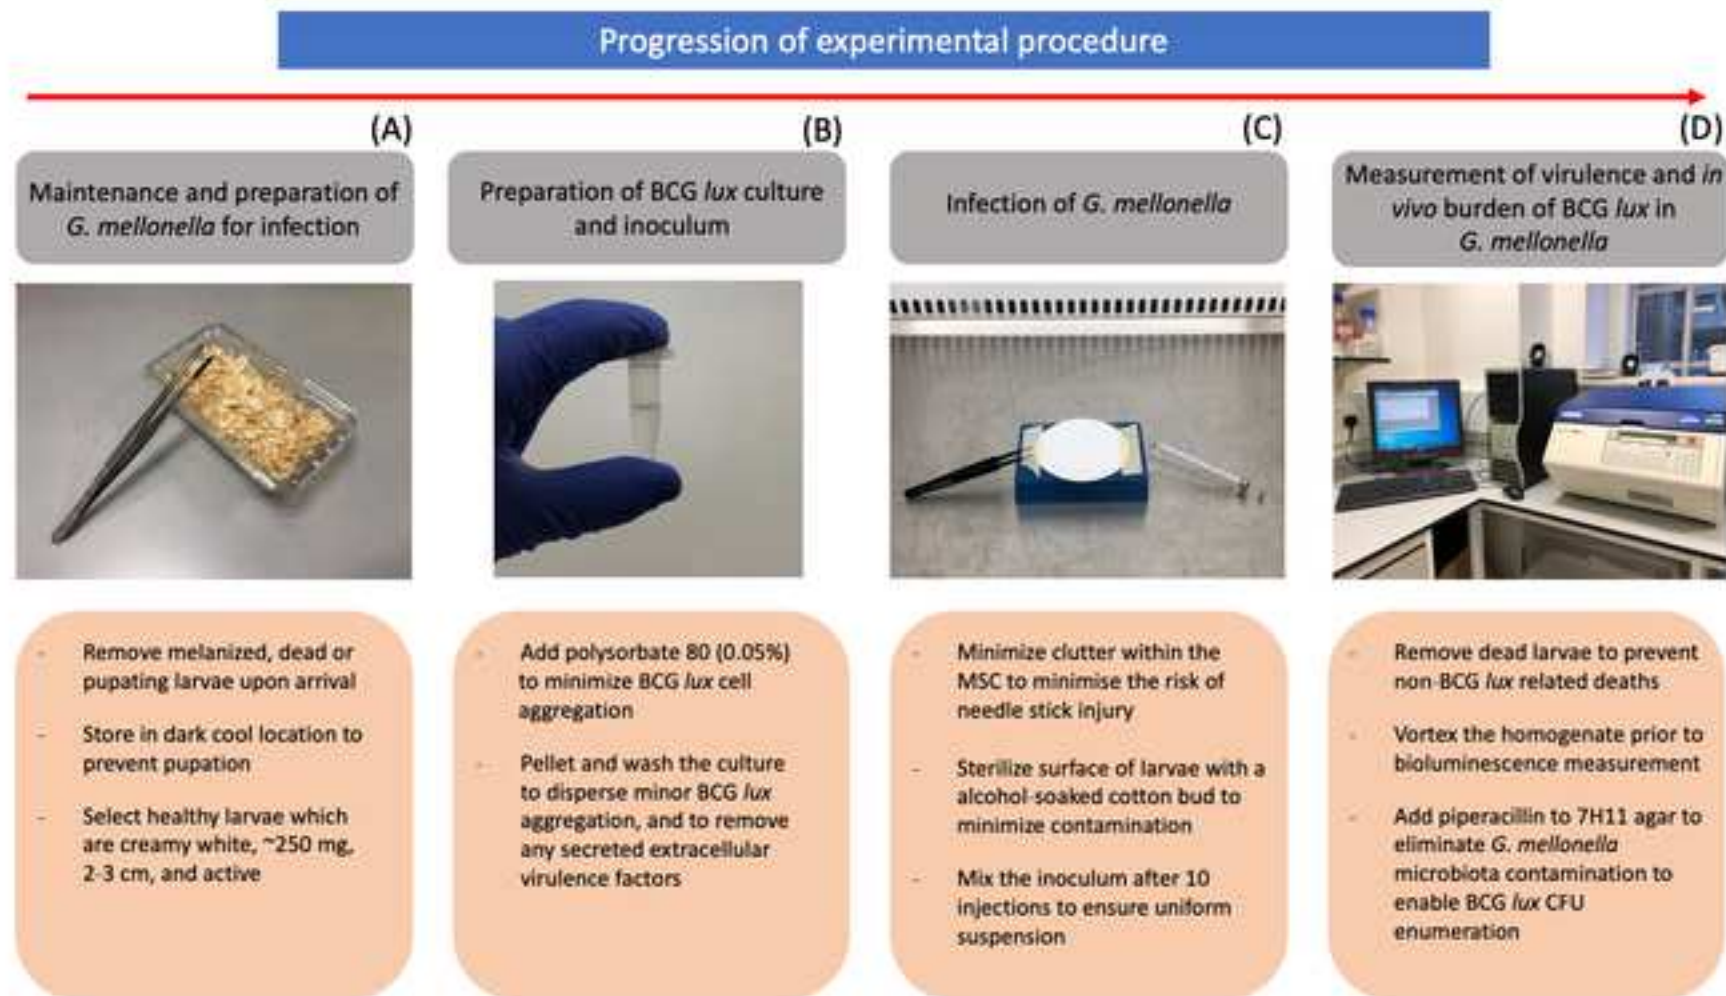 Progression of experimental procedure
(A)
Maintenance and preparation of
G. mellonella for infection
- Remove melanized, dead or
pupating larvae upon arrival
- Store in dark cool location to
prevent pupation
- Select healthy larvae which
are creamy white, ~250 mg,
2-3 cm, and active
(B)
Preparation of BCG lux culture
and inoculum
- Add polysorbate 80 (0.05%)
to minimize BCG lux cell
aggregation
- Pellet and wash the culture
to disperse minor BCG lux
aggregation, and to remove
any secreted extracellular
virulence factors
(C)
Infection of G. mellonella
- Minimize clutter within the
MSC to minimise the risk of
needle stick injury
- Sterilize surface of larvae with a
alcohol-soaked cotton bud to
minimize contamination
- Mix the inoculum after 10
injections to ensure uniform
suspension
(D)
Measurement of virulence and in
vivo burden of BCG lux in
G. mellonella
- Remove dead larvae to prevent
non-BCG lux related deaths
- Vortex the homogenate prior to
bioluminescence measurement
- Add piperacillin to 7H11 agar to
eliminate G. mellonella
microbiota contamination to
enable BCG lux CFU
enumeration